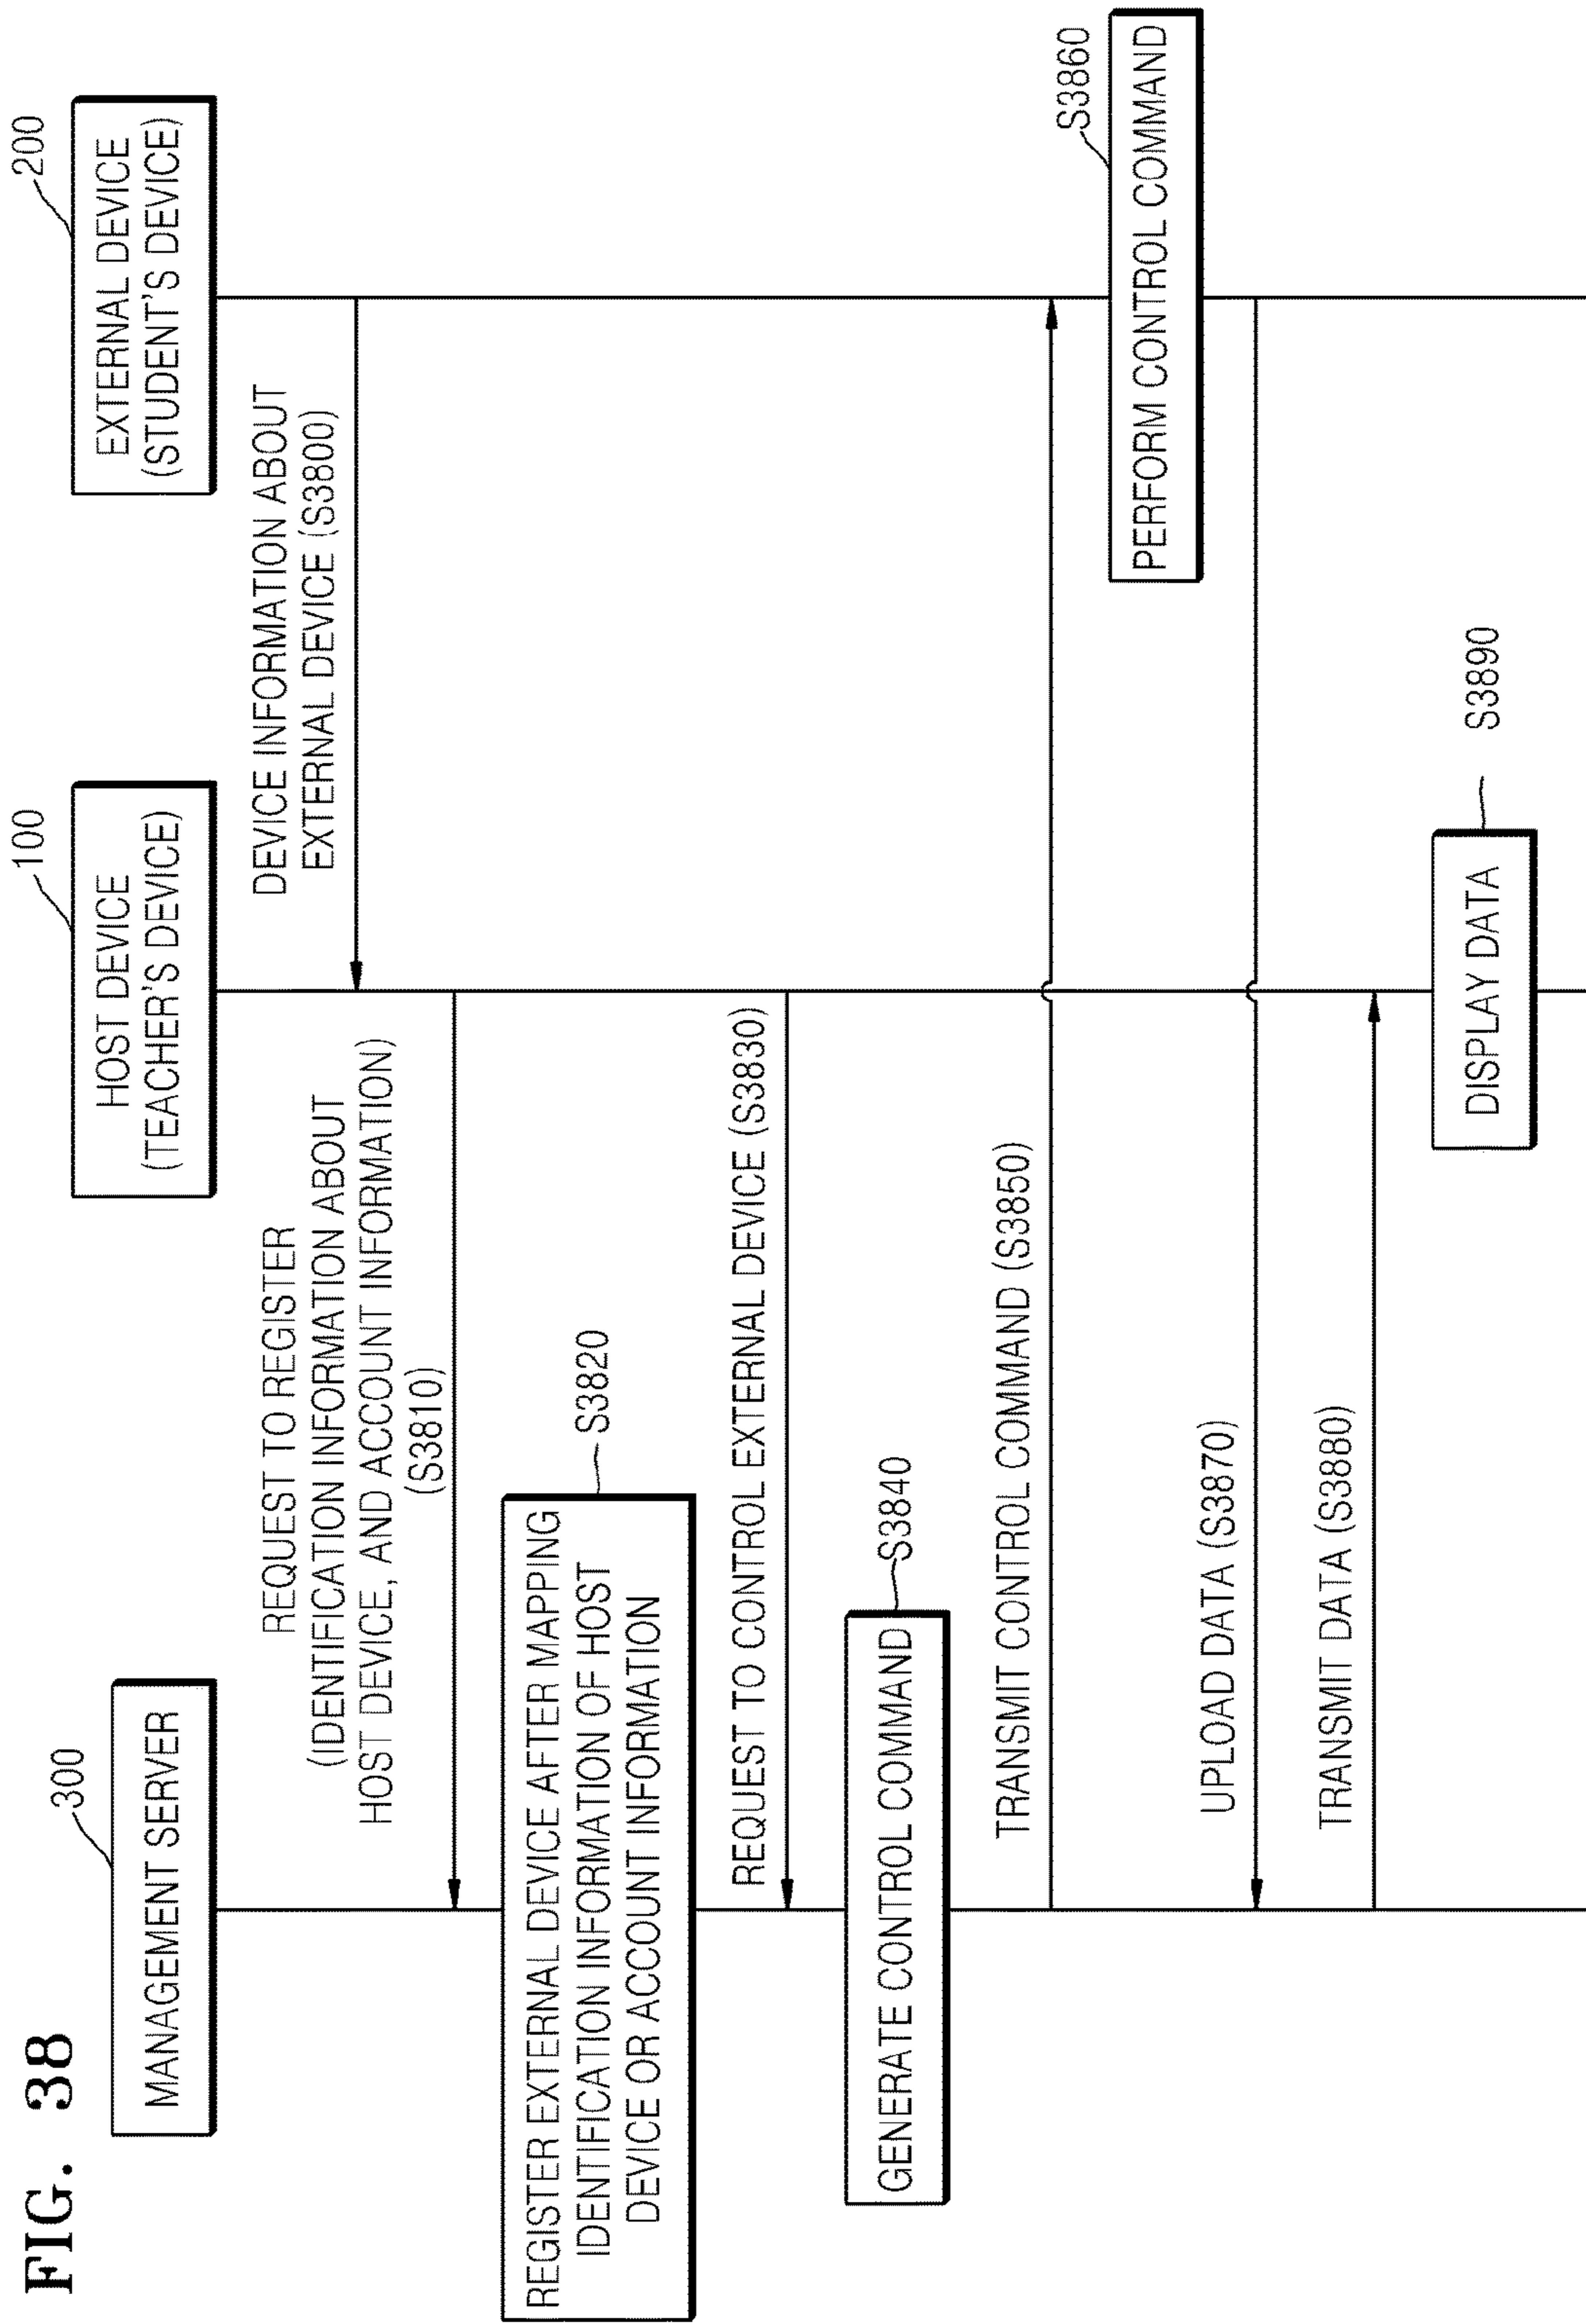 FIG. 38
300
MANAGEMENT SERVER
100
HOST DEVICE
(TEACHER'S DEVICE)
200
EXTERNAL DEVICE
(STUDENT'S DEVICE)
DEVICE INFORMATION ABOUT
EXTERNAL DEVICE (S3800)
REQUEST TO REGISTER
(IDENTIFICATION INFORMATION ABOUT
HOST DEVICE, AND ACCOUNT INFORMATION)
(S3810)
REGISTER EXTERNAL DEVICE AFTER MAPPING
IDENTIFICATION INFORMATION OF HOST
DEVICE OR ACCOUNT INFORMATION
S3820
REQUEST TO CONTROL EXTERNAL DEVICE (S3830)
GENERATE CONTROL COMMAND
S3840
TRANSMIT CONTROL COMMAND (S3850)
S3860
PERFORM CONTROL COMMAND
UPLOAD DATA (S3870)
TRANSMIT DATA (S3880)
DISPLAY DATA
S3890